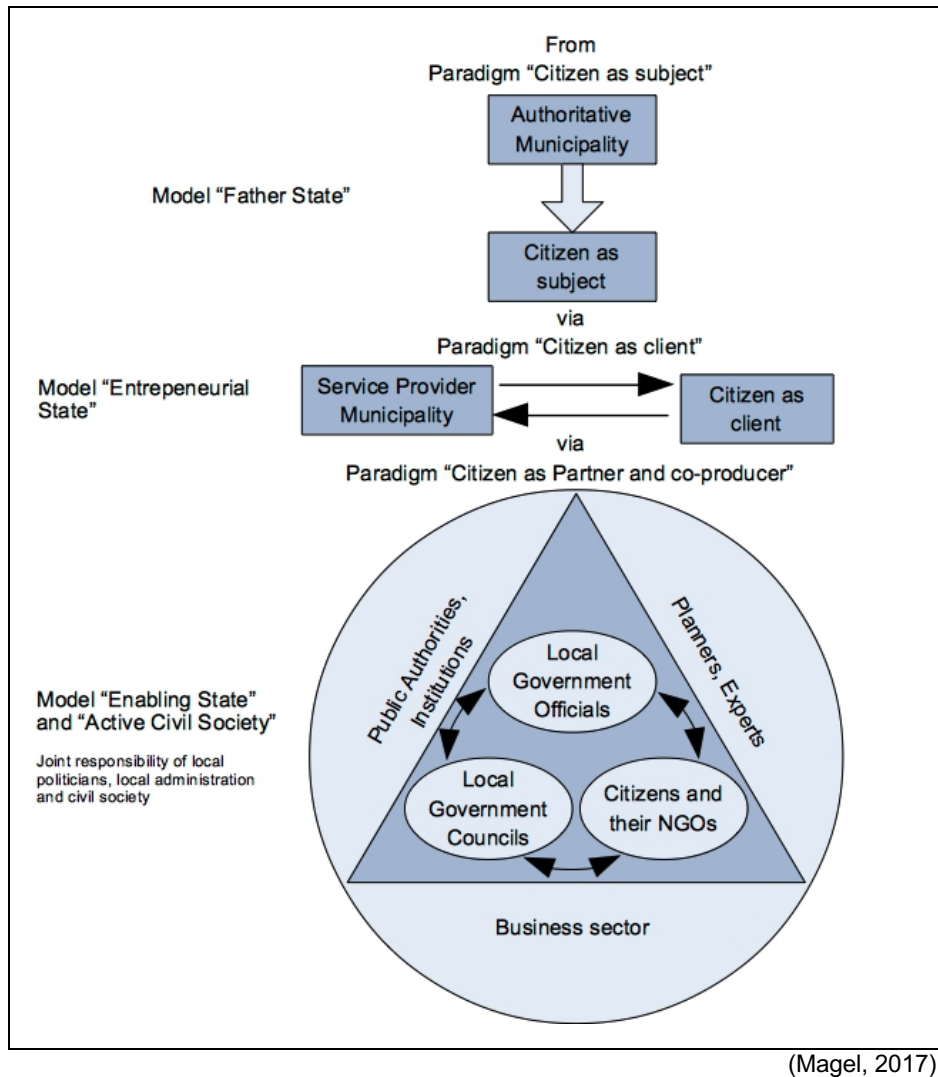 From
Paradigm “Citizen as subject”
Authoritative
Municipality
Model “Father State”
Citizen as
subject
via
Paradigm “Citizen as client”
Model “Entrepeneurial
State”
Service Provider
Municipality
Citizen as
client
via
Paradigm “Citizen as Partner and co-producer”
Public Authorities,
Institutions
Planners, Experts
Local
Government
Officials
Model “Enabling State”
and “Active Civil Society”
Joint responsibility of local
politicians, local administration
and civil society
Local
Government
Councils
Citizens and
their NGOs
Business sector
(Magel, 2017)